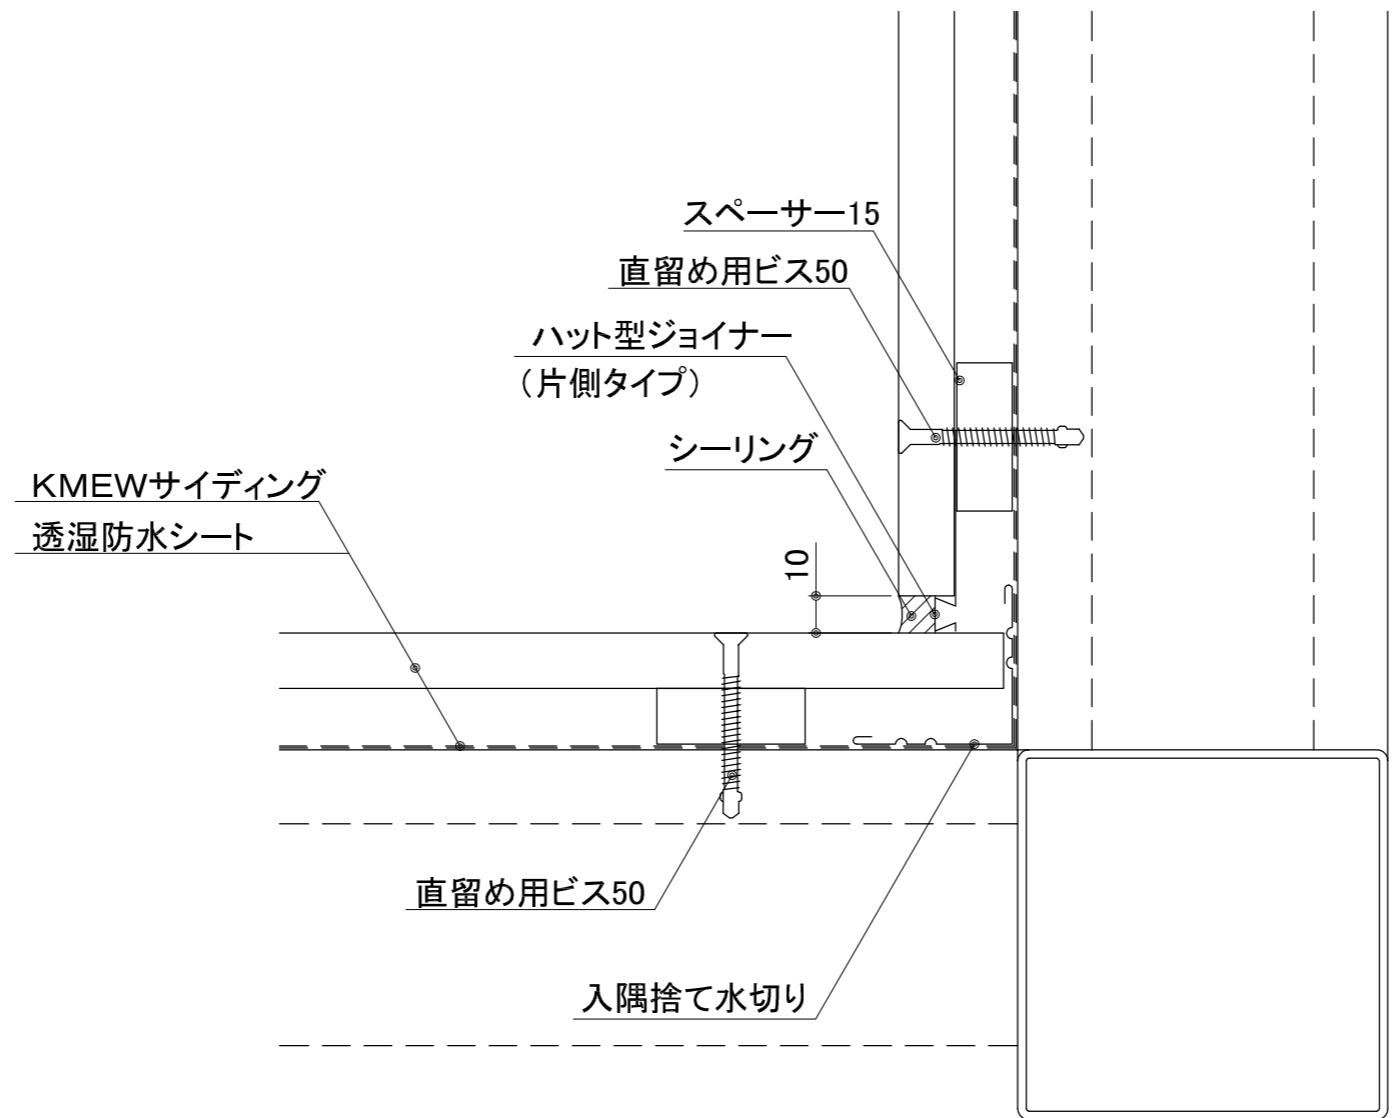 スペーサー15
直留め用ビス50
ハット型ジョイナー
（片側タイプ）
シーリング
KMEWサイディング
透湿防水シート
10
直留め用ビス50
入隅捨て水切り